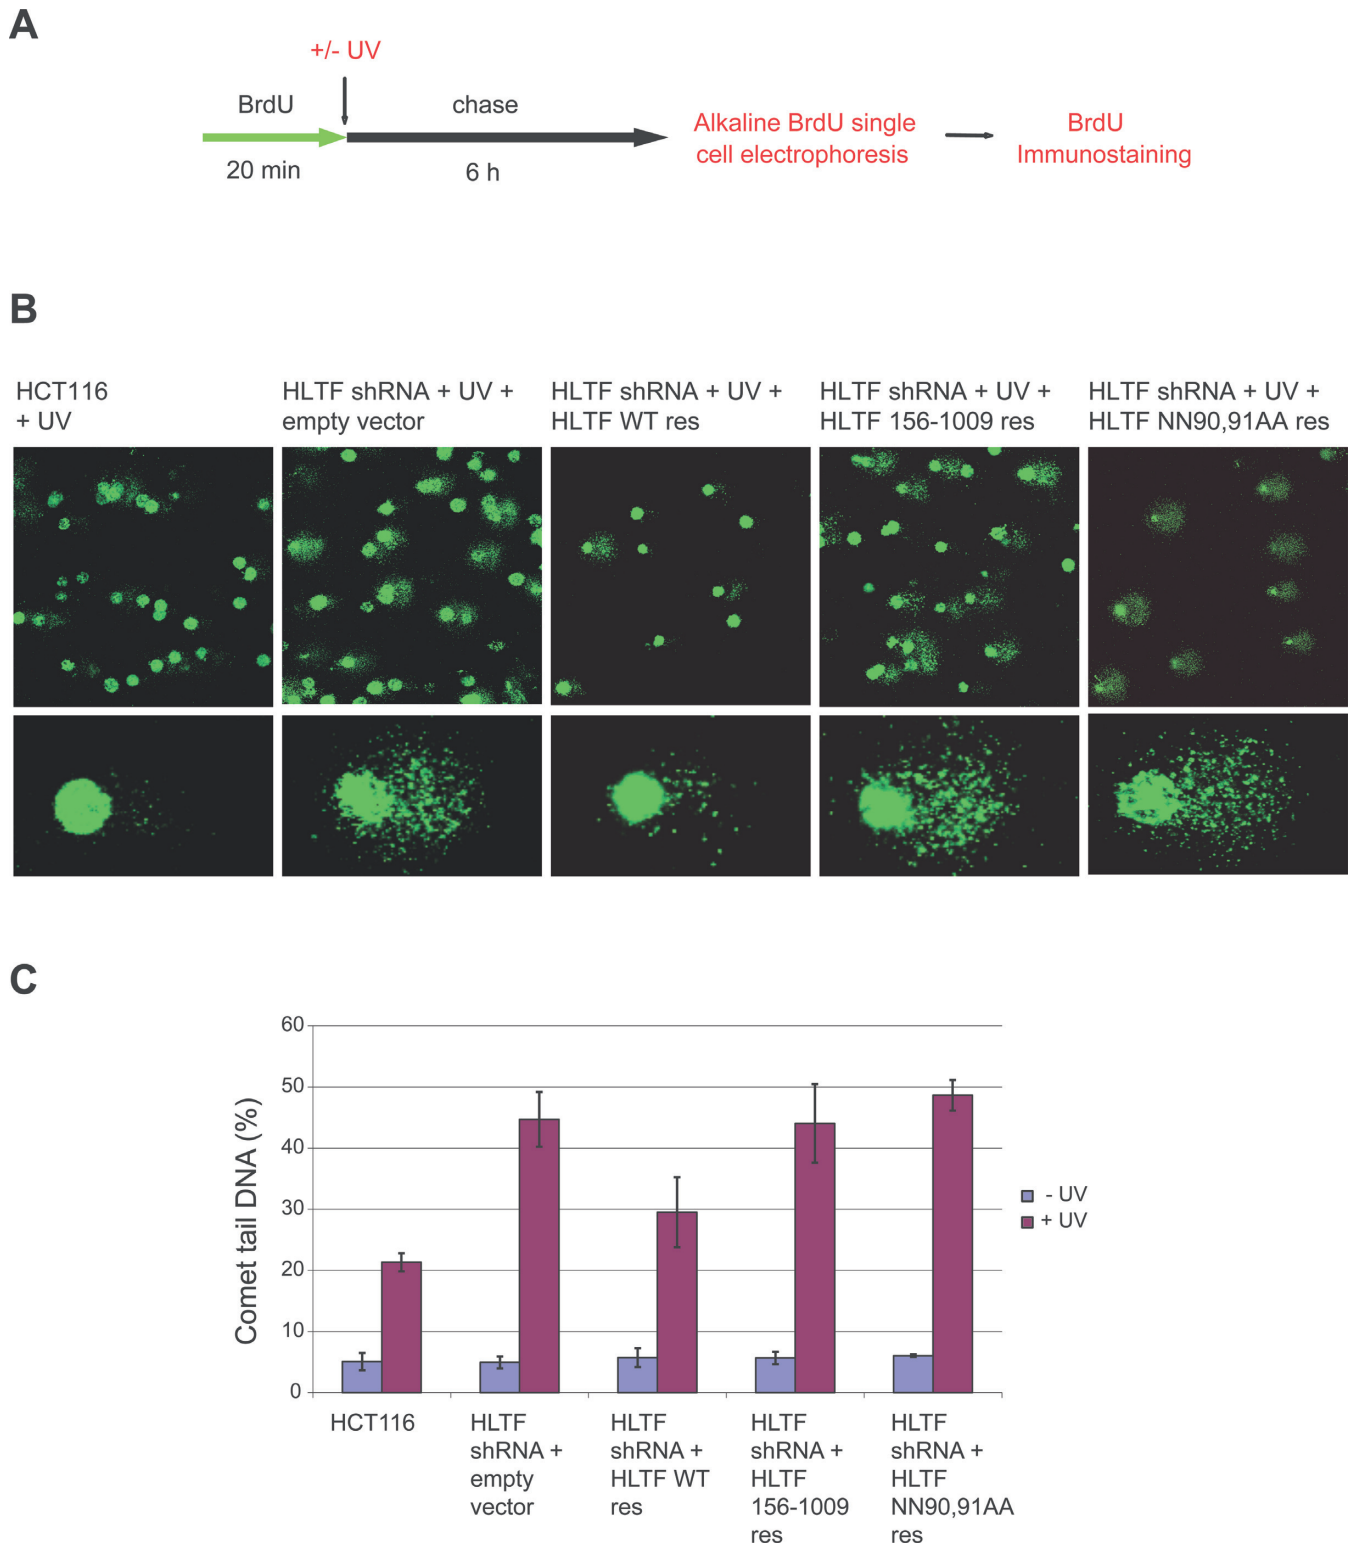 A
+/- UV
BrdU
chase
20 min
6 h
Alkaline BrdU single
cell electrophoresis
BrdU
Immunostaining
B
HCT116
+ UV
HLTF shRNA + UV +
empty vector
HLTF shRNA + UV +
HLTF WT res
HLTF shRNA + UV +
HLTF 156-1009 res
HLTF shRNA + UV +
HLTF NN90,91AA res
C
Comet tail DNA (%)
60
50
40
30
20
10
0
- UV
+ UV
HCT116
HLTF
shRNA +
empty
vector
HLTF
shRNA +
HLTF WT
res
HLTF
shRNA +
HLTF
156-1009
res
HLTF
shRNA +
HLTF
NN90,91AA
res